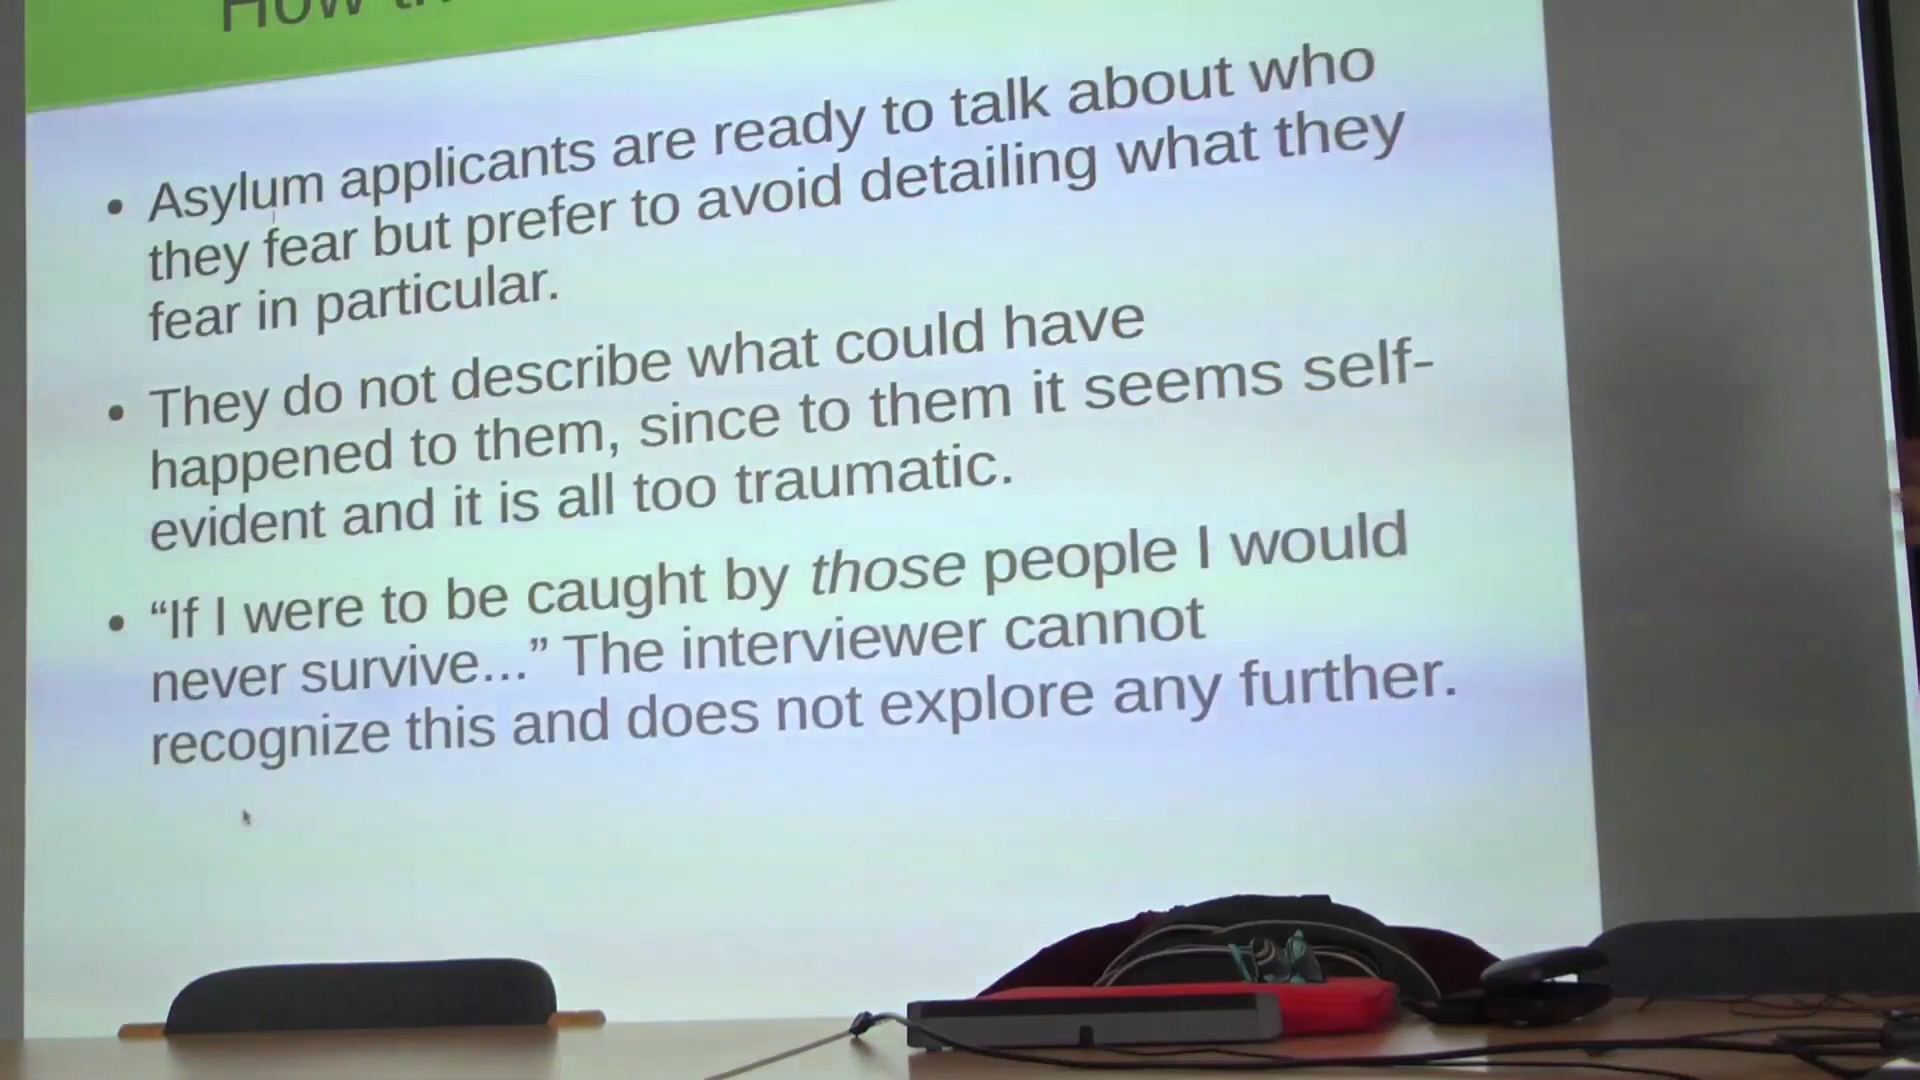 How
• Asylum applicants are ready to talk about who
they fear but prefer to avoid detailing what they
fear in particular.
• They do not describe what could have
happened to them, since to them it seems self-
evident and it is all too traumatic.
• “If I were to be caught by those people I would
never survive...” The interviewer cannot
recognize this and does not explore any further.